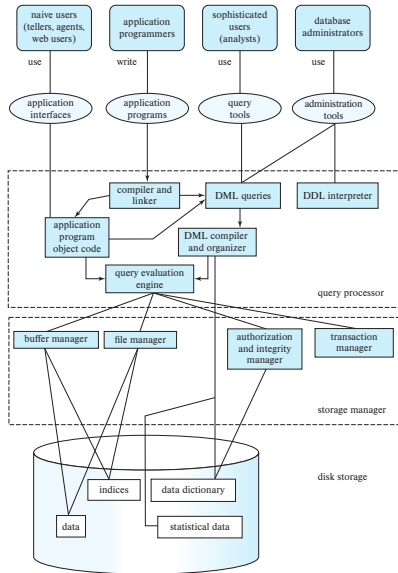 naive users
(tellers, agents,
web users)
application
programmers
sophisticated
users
(analysts)
database
administrators
use
write
use
use
application
interfaces
application
programs
query
tools
administration
tools
compiler and
linker
DML queries
DDL interpreter
application
program
object code
DML compiler
and organizer
query evaluation
engine
query processor
buffer manager
file manager
authorization
and integrity
manager
transaction
manager
storage manager
disk storage
indices
data dictionary
data
statistical data